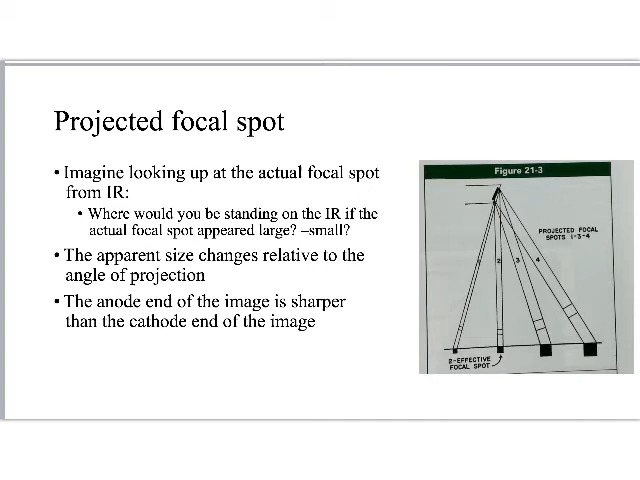 Projected focal spot
• Imagine looking up at the actual focal spot
from IR:
• Where would you be standing on the IR if the
actual focal spot appeared large? –small?
• The apparent size changes relative to the
angle of projection
• The anode end of the image is sharper
than the cathode end of the image
Figure 21-3
PROJECTED FOCAL
SPOTS 1-3-4
1 2 3 4
2-EFFECTIVE
FOCAL SPOT